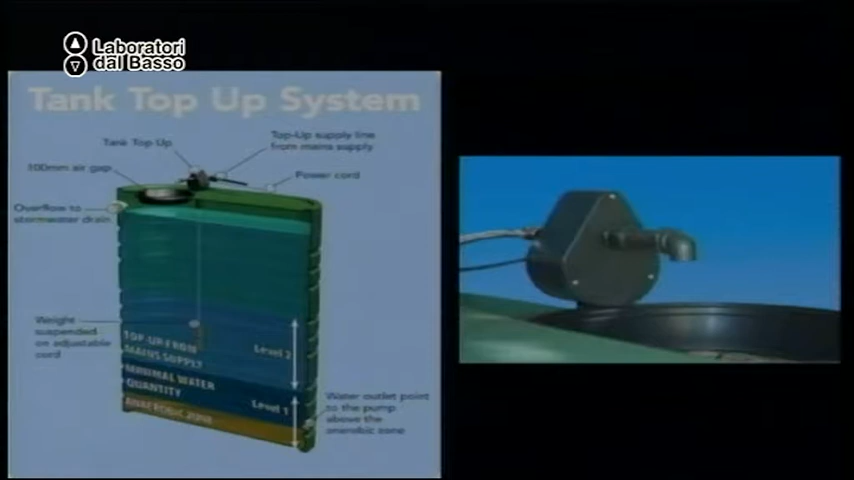 Laboratori
dal Basso
Tank Top Up System
Tank Top Up
Top-Up supply line
from mains supply
100mm air gap
Power cord
Overflow to
stormwater drain
Weight
suspended
on adjustable
cord
TOP-UP FROM
MAINS SUPPLY
Level 2
MINIMAL WATER
QUANTITY
Level 1
ANAEROBIC ZONE
Water outlet point
to the pump
above the
anerobic zone